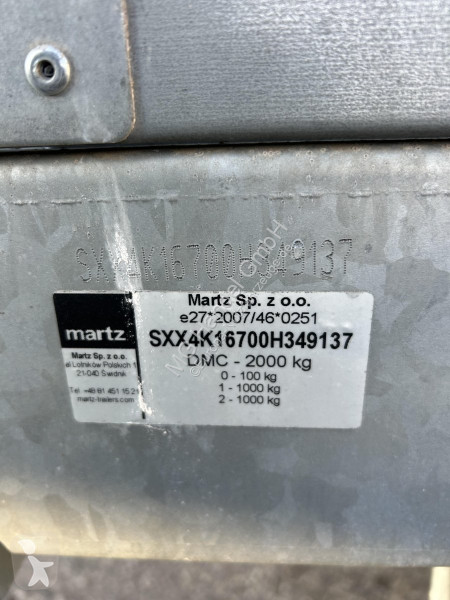 SXX4K16700H349137
Martz Sp. z o.o.
e27*2007/46*0251
martz
SXX4K16700H349137
Martz Sp. z o.o.
al.Lotników Polskich 1
21-040 Świdnik
Tel.: +48 81 451 15 21
martz-trailers.com
DMC - 2000 kg
0 - 100 kg
1 - 1000 kg
2 - 1000 kg
GmbH